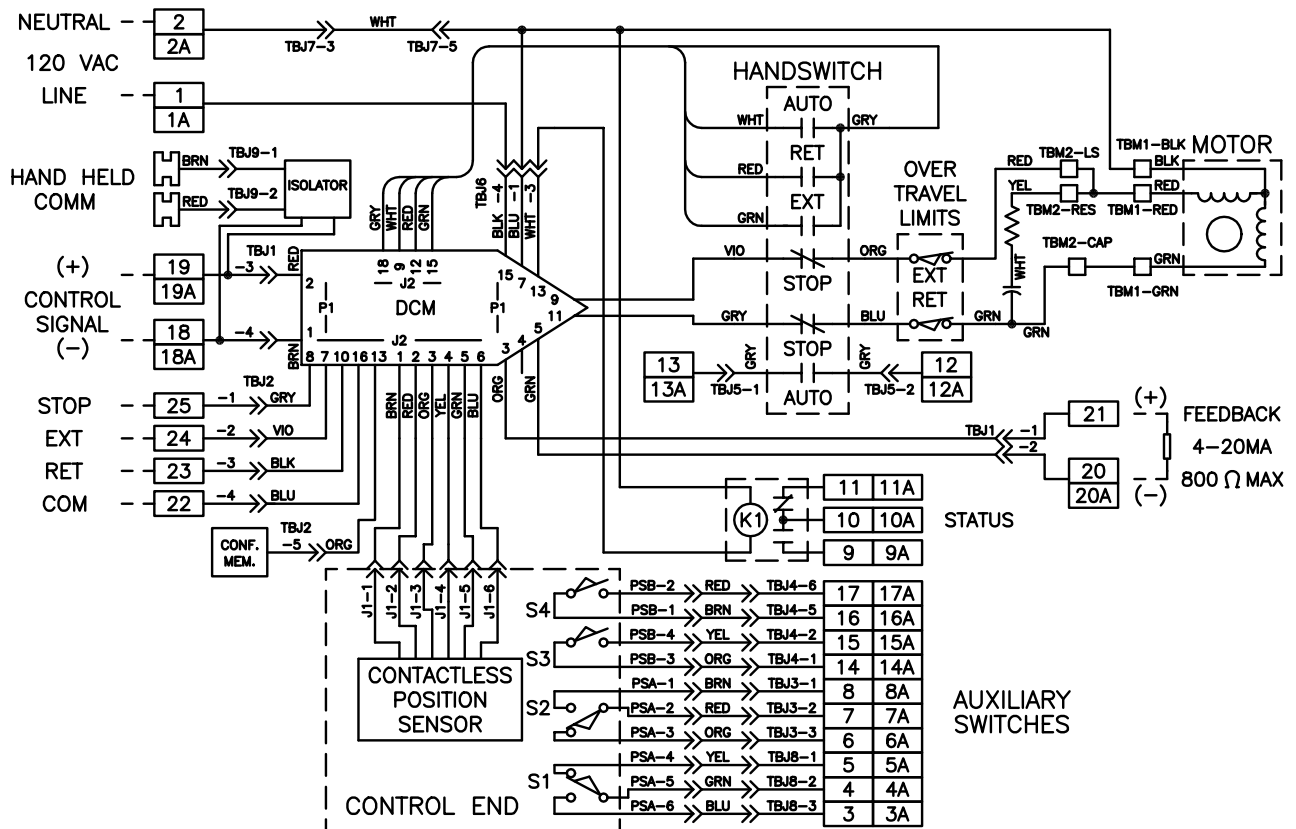 NEUTRAL
2
2A
TBJ7-3
WHT
TBJ7-5
120 VAC
LINE
1
1A
HANDSWITCH
AUTO
WHT
GRY
RET
RED
EXT
GRN
VIO
ORG
STOP
GRY
BLU
STOP
AUTO
HAND HELD
COMM
BRN
TBJ9-1
RED
TBJ9-2
ISOLATOR
GRY
WHT
RED
GRN
TBJ6
BLK -4
BLU -1
WHT -3
OVER
TRAVEL
LIMITS
EXT
RET
RED
TBM2-LS
TBM1-BLK
MOTOR
BLK
YEL
RED
TBM2-RES
TBM1-RED
TBM2-CAP
WHT
GRN
TBM1-GRN
GRN
GRN
(+)
CONTROL
SIGNAL
(-)
19
19A
18
18A
TBJ1
-3
RED
-4
BRN
2
P1
1
18 9 12 15
J2
DCM
P1
15
7
13
9
11
5
4
3
J2
8 7 10 16 13 1 2 3 4 5 6
BRN
RED
ORG
YEL
GRN
BLU
ORG
GRN
13
13A
GRY
TBJ5-1
GRY
TBJ5-2
12
12A
STOP
25
TBJ2
-1
GRY
EXT
24
-2
VIO
RET
23
-3
BLK
COM
22
-4
BLU
TBJ1
-1
-2
21
20
20A
(+)
(-)
FEEDBACK
4-20MA
800 Ω MAX
CONF.
MEM.
TBJ2
-5
ORG
K1
11 11A
10 10A
9 9A
STATUS
J1-1
J1-2
J1-3
J1-4
J1-5
J1-6
CONTACTLESS
POSITION
SENSOR
CONTROL END
S4
S3
S2
S1
PSB-2 RED TBJ4-6 17 17A
PSB-1 BRN TBJ4-5 16 16A
PSB-4 YEL TBJ4-2 15 15A
PSB-3 ORG TBJ4-1 14 14A
PSA-1 BRN TBJ3-1 8 8A
PSA-2 RED TBJ3-2 7 7A
PSA-3 ORG TBJ3-3 6 6A
PSA-4 YEL TBJ8-1 5 5A
PSA-5 GRN TBJ8-2 4 4A
PSA-6 BLU TBJ8-3 3 3A
AUXILIARY
SWITCHES